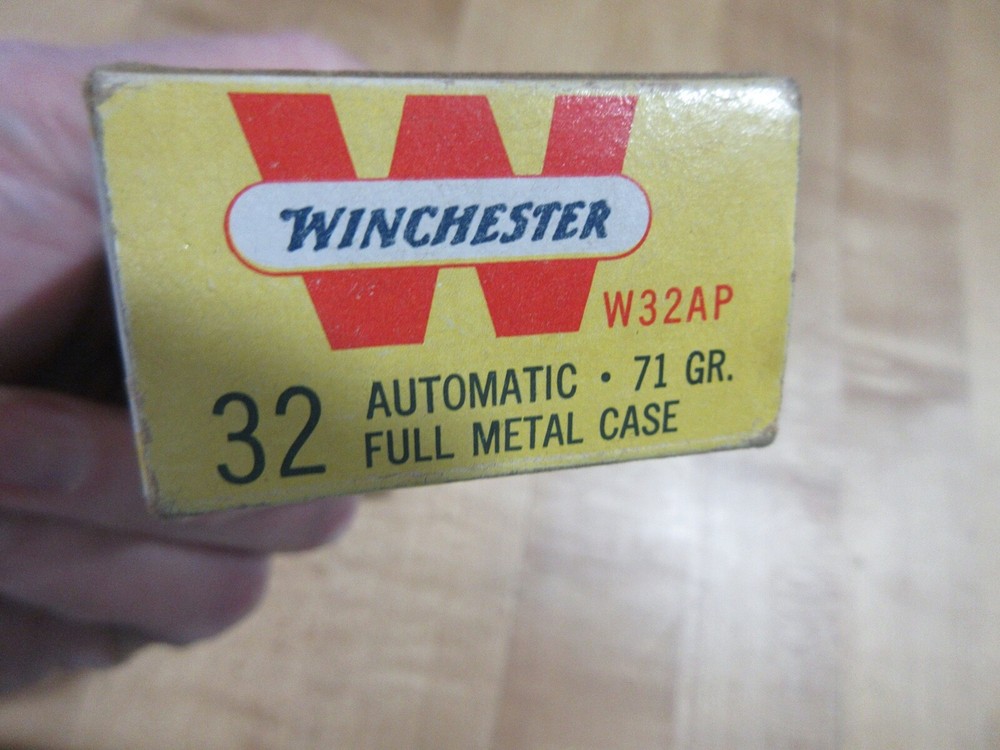 WINCHESTER
W32AP
32 AUTOMATIC • 71 GR.
FULL METAL CASE